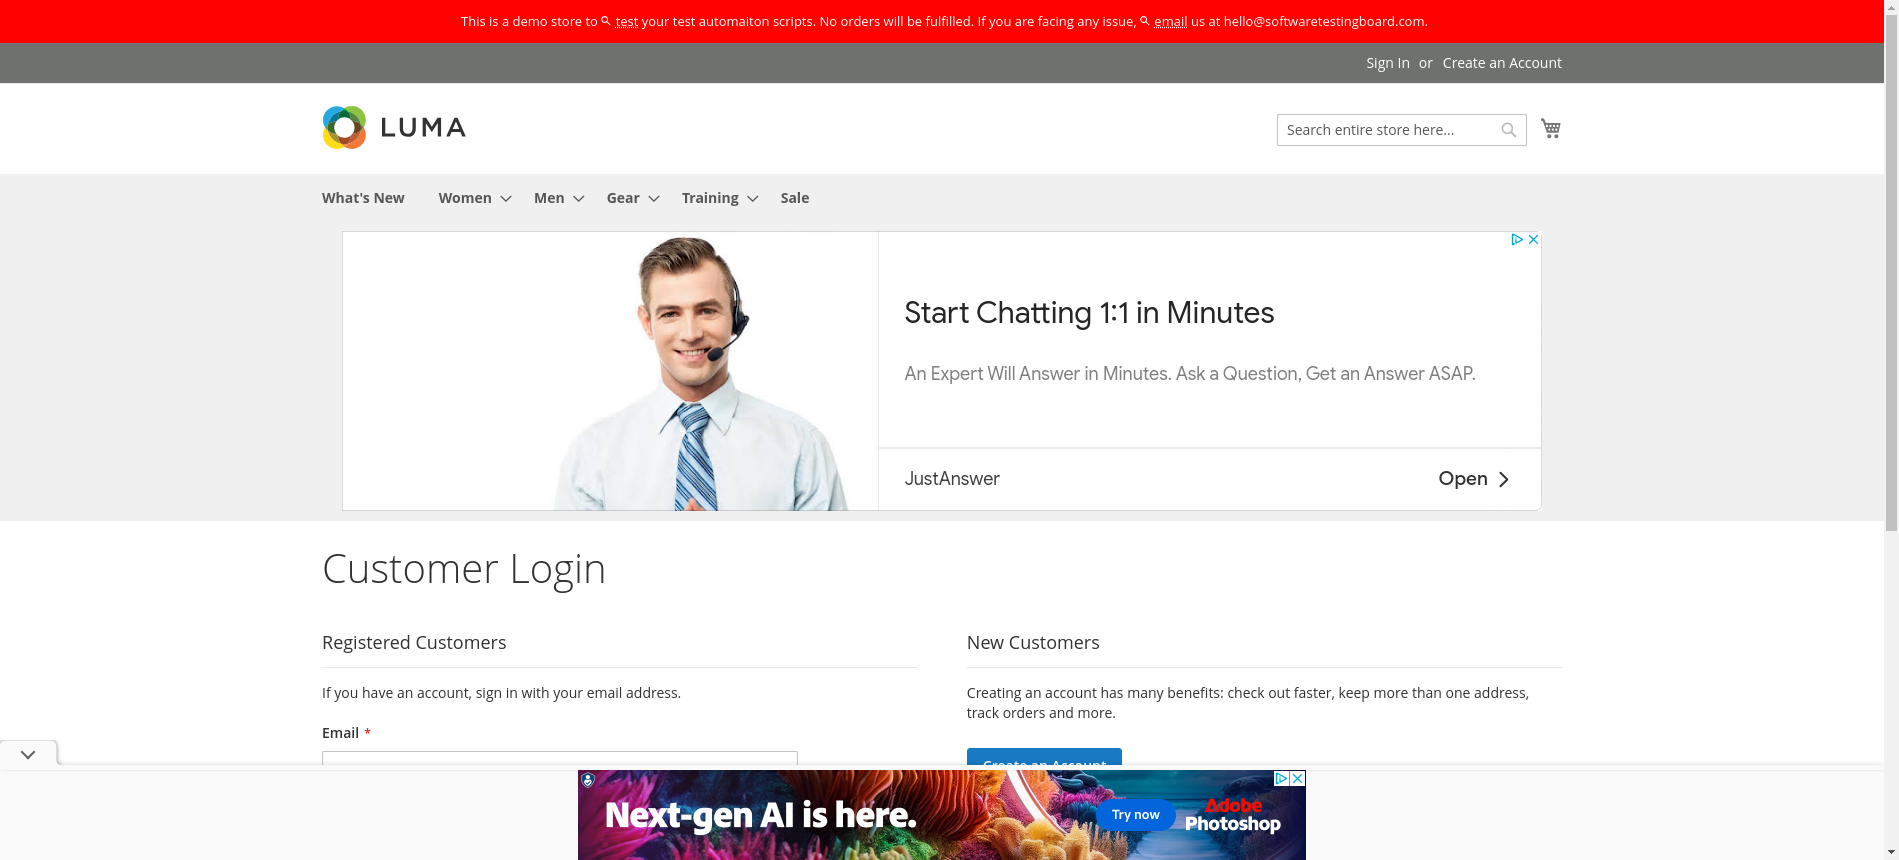 This is a demo store to test your test automaiton scripts. No orders will be fulfilled. If you are facing any issue, email us at hello@softwaretestingboard.com.
Sign In or Create an Account
LUMA
Search entire store here...
What's New Women Men Gear Training Sale
Start Chatting 1:1 in Minutes
An Expert Will Answer in Minutes. Ask a Question, Get an Answer ASAP.
JustAnswer
Open
Customer Login
Registered Customers
If you have an account, sign in with your email address.
Email *
New Customers
Creating an account has many benefits: check out faster, keep more than one address,
track orders and more.
Create an Account
Next-gen AI is here.
Try now
Adobe
Photoshop